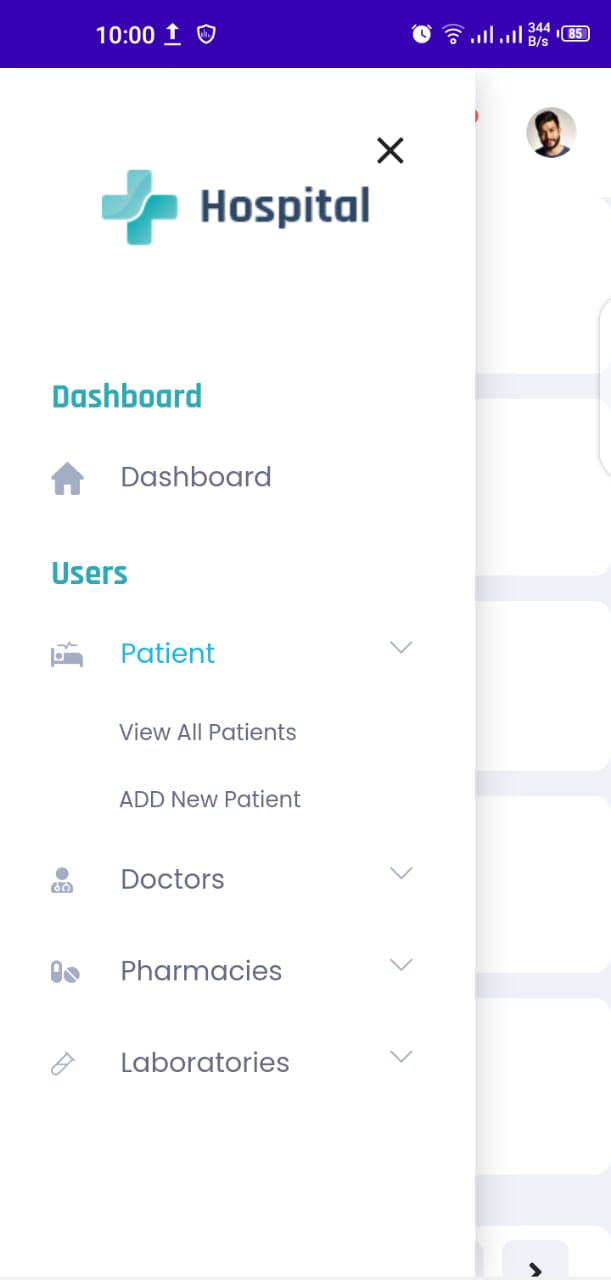 10:00
344
B/s
85
Hospital
Dashboard
Dashboard
Users
Patient
View All Patients
ADD New Patient
Doctors
Pharmacies
Laboratories